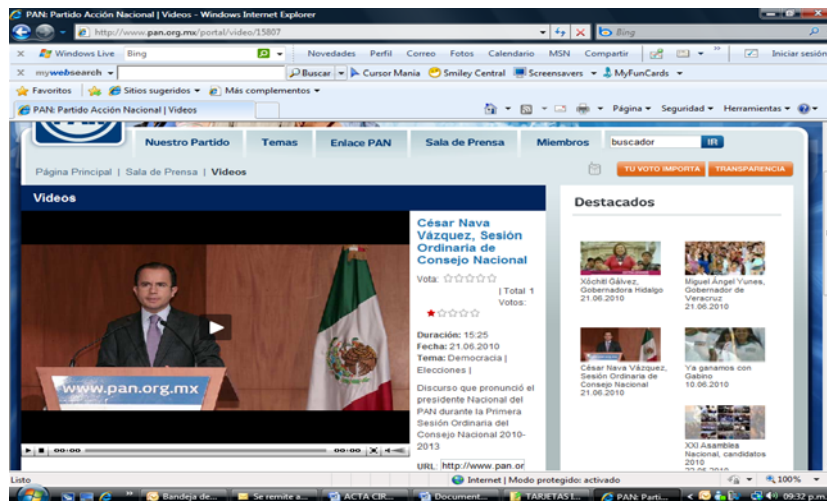 PAN: Partido Acción Nacional | Videos - Windows Internet Explorer
http://www.pan.org.mx/portal/video/15807
Bing
Windows Live Bing Novedades Perfil Correo Fotos Calendario MSN Compartir Iniciar sesión
mywebsearch Buscar Cursor Mania Smiley Central Screensavers MyFunCards
Favoritos Sitios sugeridos Más complementos
PAN: Partido Acción Nacional | Videos Página Seguridad Herramientas
PAN
Nuestro Partido Temas Enlace PAN Sala de Prensa Miembros buscador IR
Página Principal | Sala de Prensa | Videos TU VOTO IMPORTA TRANSPARENCIA
Videos
César Nava
Vázquez, Sesión
Ordinaria de
Consejo Nacional
Vota:
| Total 1
Votos:
Duración: 15:25
Fecha: 21.06.2010
Tema: Democracia |
Elecciones |
Discurso que pronunció el
presidente Nacional del
PAN durante la Primera
Sesión Ordinaria del
Consejo Nacional 2010-
2013
URL: http://www.pan.or
www.pan.org.mx
00:00 00:00
Destacados
Xóchitl Gálvez,
Gobernadora Hidalgo
21.06.2010
Miguel Ángel Yunes,
Gobernador de
Veracruz
21.06.2010
César Nava Vázquez,
Sesión Ordinaria de
Consejo Nacional
21.06.2010
Ya ganamos con
Gabino
10.06.2010
XXI Asamblea
Nacional, candidatos
2010
Listo Internet | Modo protegido: activado 100%
Bandeja de... Se remite a... ACTA CIR... Document... TARJETAS I... PAN: Parti... 09:32 p.m.